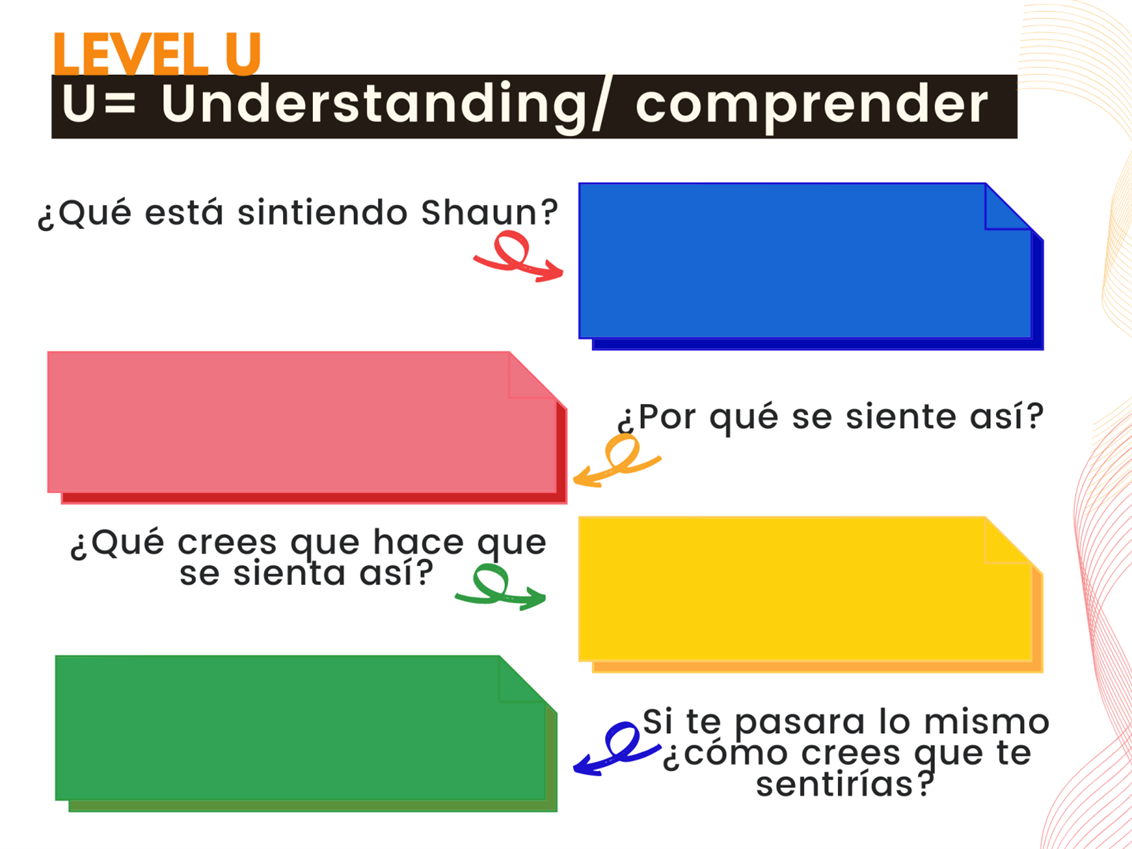 LEVEL U
U= Understanding/ comprender
¿Qué está sintiendo Shaun?
¿Por qué se siente así?
¿Qué crees que hace que
se sienta así?
Si te pasara lo mismo
¿cómo crees que te
sentirías?